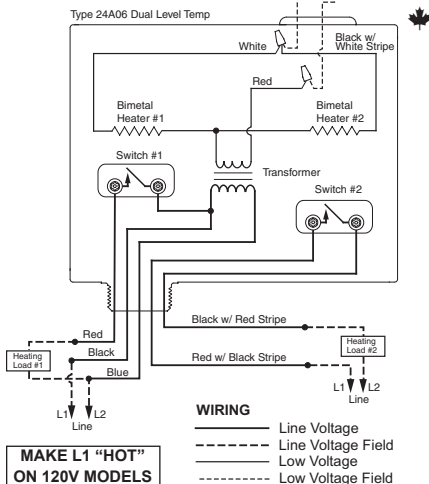 Type 24A06 Dual Level Temp
White
Black w/
White Stripe
Red
Bimetal
Heater #1
Bimetal
Heater #2
Switch #1
Transformer
Switch #2
Red
Black w/ Red Stripe
Heating
Load #1
Black
Red w/ Black Stripe
Heating
Load #2
Blue
L1
L2
Line
L1
L2
Line
WIRING
Line Voltage
Line Voltage Field
Low Voltage
Low Voltage Field
MAKE L1 “HOT”
ON 120V MODELS